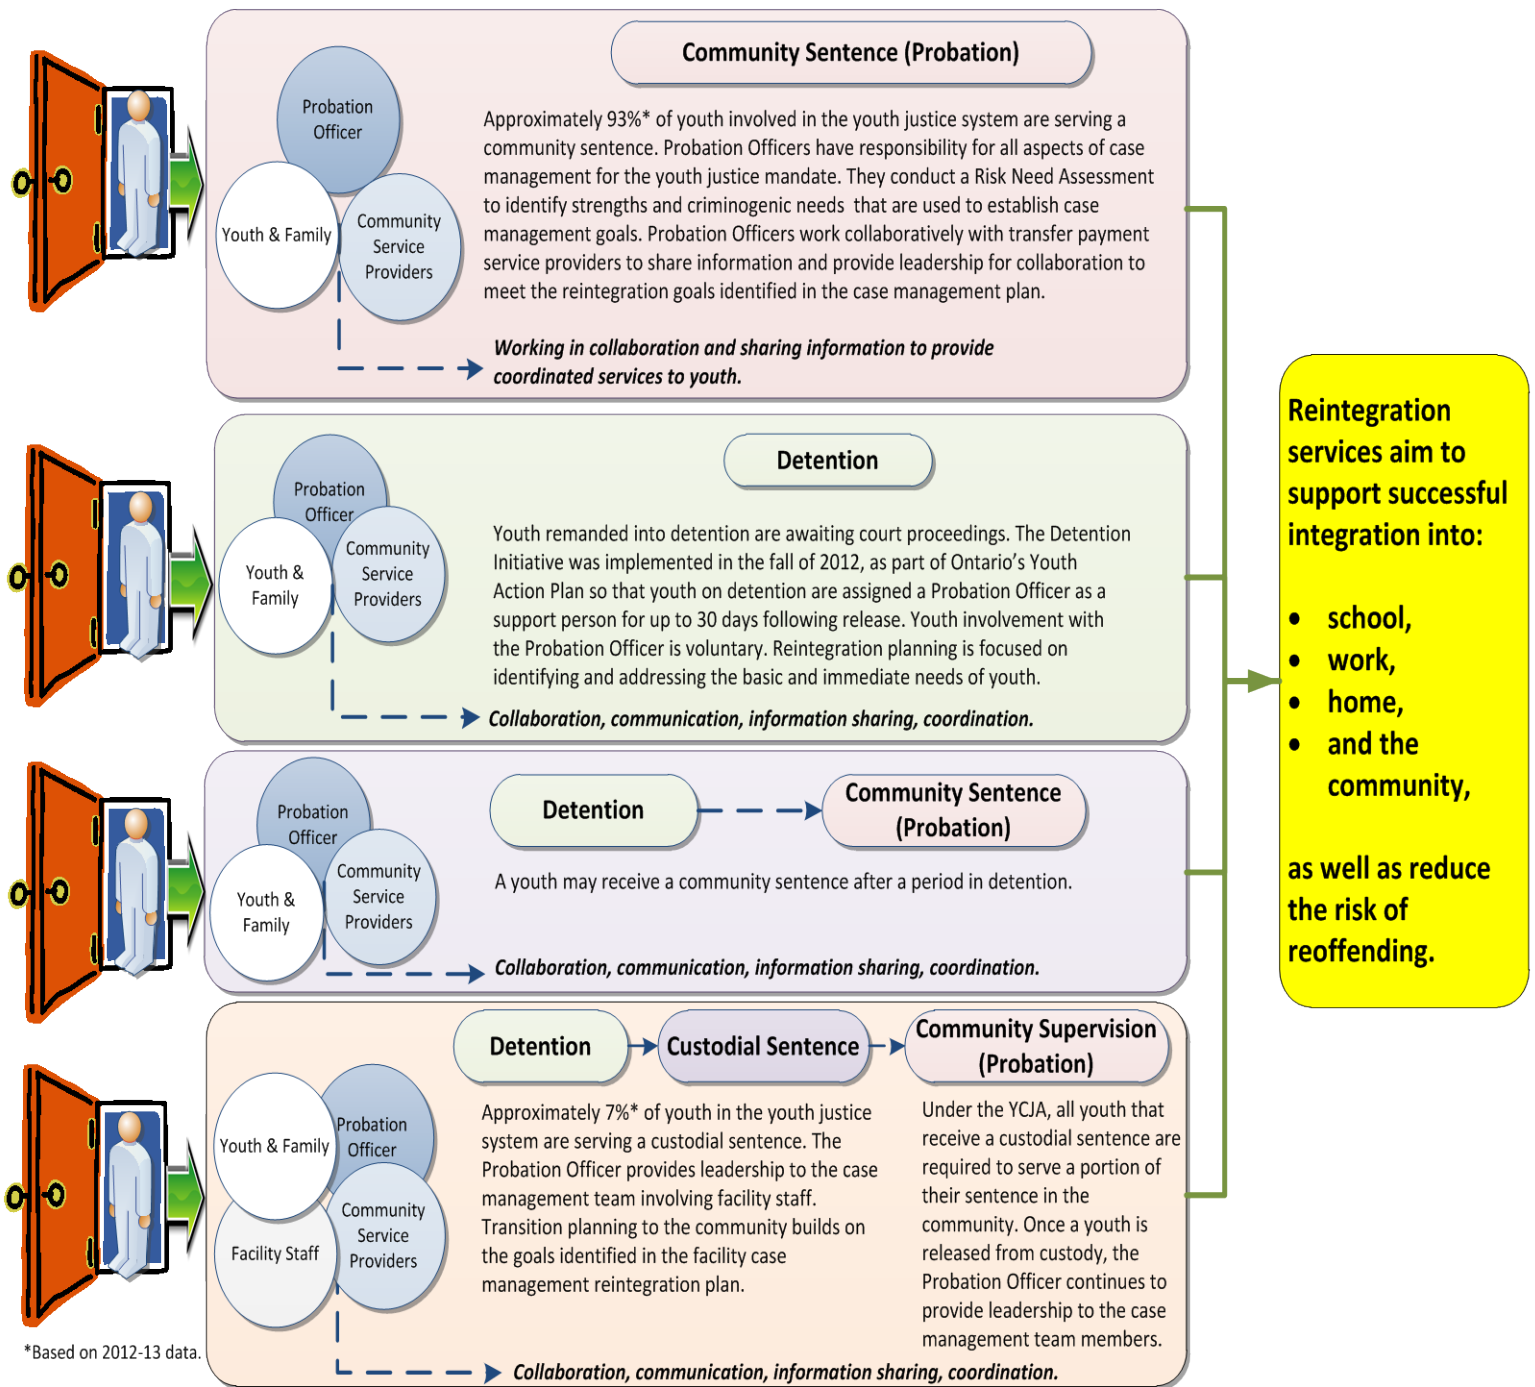 Community Sentence (Probation)
Probation
Officer
Youth & Family
Community
Service
Providers
Approximately 93%* of youth involved in the youth justice system are serving a
community sentence. Probation Officers have responsibility for all aspects of case
management for the youth justice mandate. They conduct a Risk Need Assessment
to identify strengths and criminogenic needs that are used to establish case
management goals. Probation Officers work collaboratively with transfer payment
service providers to share information and provide leadership for collaboration to
meet the reintegration goals identified in the case management plan.
Working in collaboration and sharing information to provide
coordinated services to youth.
Detention
Probation
Officer
Youth &
Family
Community
Service
Providers
Youth remanded into detention are awaiting court proceedings. The Detention
Initiative was implemented in the fall of 2012, as part of Ontario's Youth
Action Plan so that youth on detention are assigned a Probation Officer as a
support person for up to 30 days following release. Youth involvement with
the Probation Officer is voluntary. Reintegration planning is focused on
identifying and addressing the basic and immediate needs of youth.
Collaboration, communication, information sharing, coordination.
Probation
Officer
Youth &
Family
Community
Service
Providers
Detention
Community Sentence
(Probation)
A youth may receive a community sentence after a period in detention.
Collaboration, communication, information sharing, coordination.
Detention
Custodial Sentence
Community Supervision
(Probation)
Youth & Family
Probation
Officer
Facility Staff
Community
Service
Providers
Approximately 7%* of youth in the youth justice
system are serving a custodial sentence. The
Probation Officer provides leadership to the case
management team involving facility staff.
Transition planning to the community builds on
the goals identified in the facility case
management reintegration plan.
Under the YCJA, all youth that
receive a custodial sentence are
required to serve a portion of
their sentence in the
community. Once a youth is
released from custody, the
Probation Officer continues to
provide leadership to the case
management team members.
Collaboration, communication, information sharing, coordination.
*Based on 2012-13 data.
Reintegration
services aim to
support successful
integration into:
• school,
• work,
• home,
• and the
community,
as well as reduce
the risk of
reoffending.